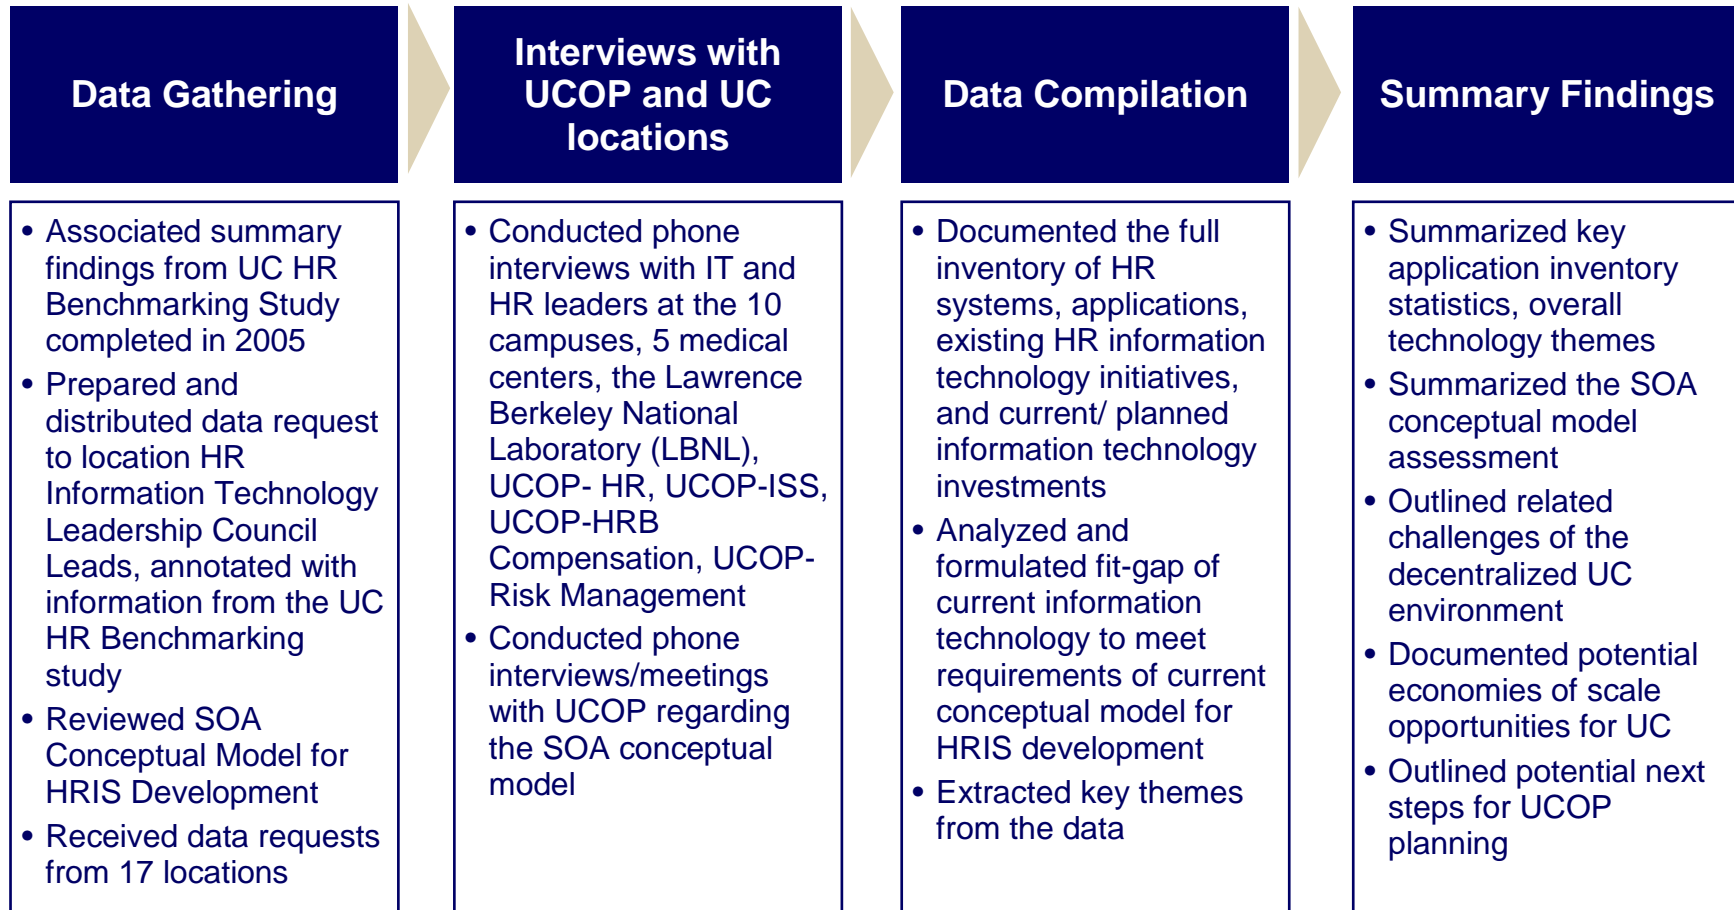 Data Gathering
Interviews with
UCOP and UC
locations
Data Compilation
Summary Findings
• Associated summary
findings from UC HR
Benchmarking Study
completed in 2005
• Prepared and
distributed data request
to location HR
Information Technology
Leadership Council
Leads, annotated with
information from the UC
HR Benchmarking
study
• Reviewed SOA
Conceptual Model for
HRIS Development
• Received data requests
from 17 locations
• Conducted phone
interviews with IT and
HR leaders at the 10
campuses, 5 medical
centers, the Lawrence
Berkeley National
Laboratory (LBNL),
UCOP- HR, UCOP-ISS,
UCOP-HRB
Compensation, UCOP-
Risk Management
• Conducted phone
interviews/meetings
with UCOP regarding
the SOA conceptual
model
• Documented the full
inventory of HR
systems, applications,
existing HR information
technology initiatives,
and current/ planned
information technology
investments
• Analyzed and
formulated fit-gap of
current information
technology to meet
requirements of current
conceptual model for
HRIS development
• Extracted key themes
from the data
• Summarized key
application inventory
statistics, overall
technology themes
• Summarized the SOA
conceptual model
assessment
• Outlined related
challenges of the
decentralized UC
environment
• Documented potential
economies of scale
opportunities for UC
• Outlined potential next
steps for UCOP
planning